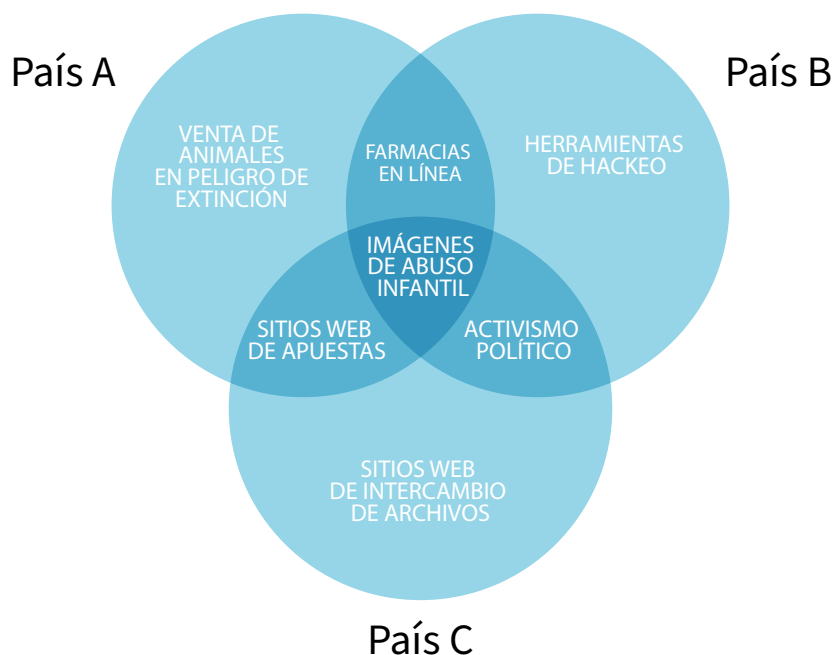 País A
País B
VENTA DE
ANIMALES
EN PELIGRO DE
EXTINCIÓN
FARMACIAS
EN LÍNEA
HERRAMIENTAS
DE HACKEO
IMÁGENES
DE ABUSO
INFANTIL
SITIOS WEB
DE APUESTAS
ACTIVISMO
POLÍTICO
SITIOS WEB
DE INTERCAMBIO
DE ARCHIVOS
País C